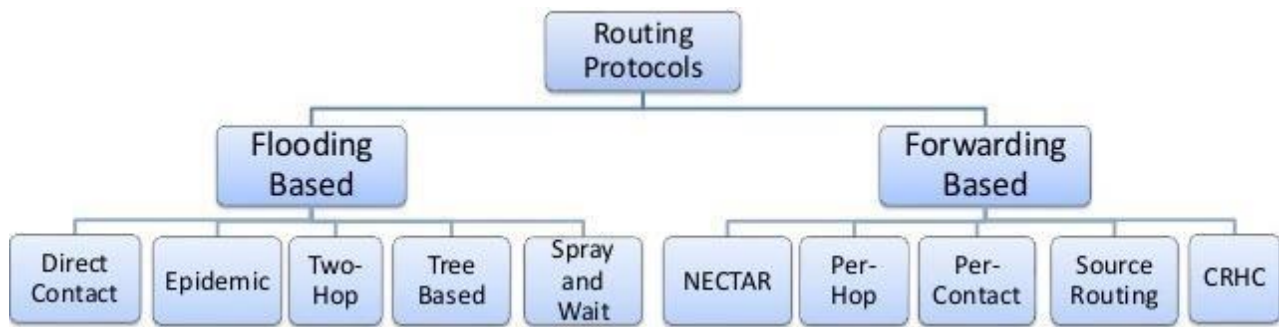 Routing
Protocols
Flooding
Based
Forwarding
Based
Direct
Contact
Epidemic
Two-
Hop
Tree
Based
Spray
and
Wait
NECTAR
Per-
Hop
Per-
Contact
Source
Routing
CRHC